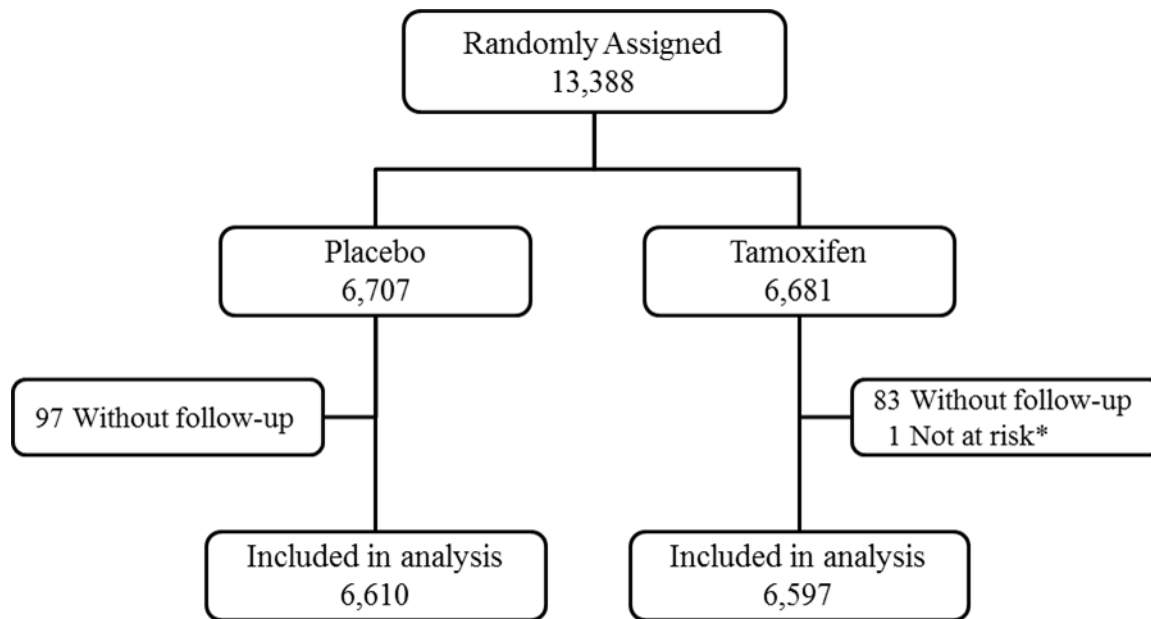 Randomly Assigned
13,388
Placebo
6,707
Tamoxifen
6,681
97 Without follow-up
83 Without follow-up
1 Not at risk*
Included in analysis
6,610
Included in analysis
6,597